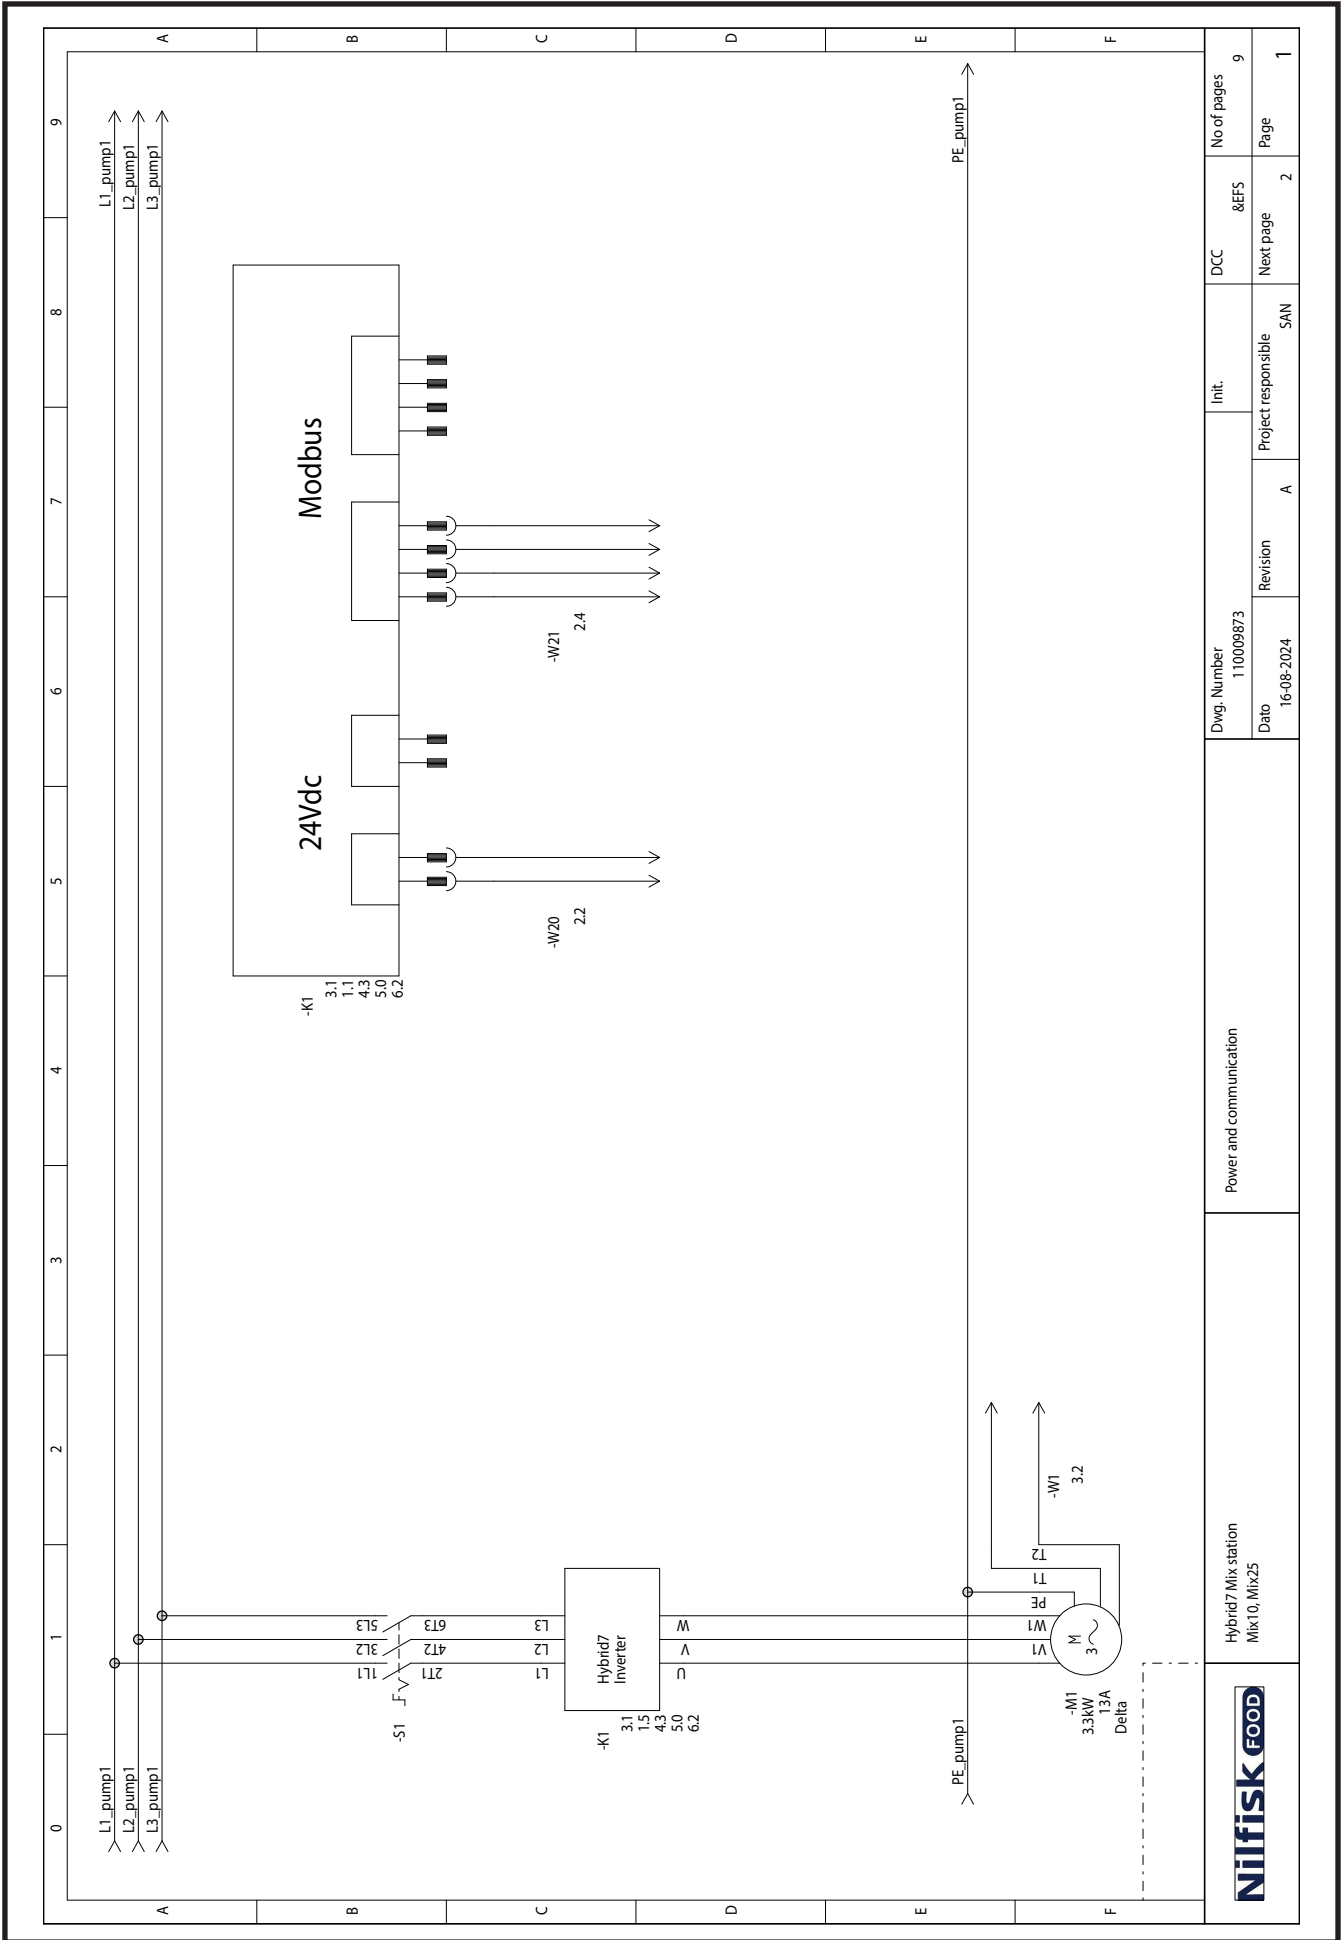 0
1
2
3
4
5
6
7
8
9
A
A
B
B
C
C
D
D
E
E
F
F
L1_pump1
L2_pump1
L3_pump1
L1_pump1
L2_pump1
L3_pump1
-S1
1L1
3L2
5L3
2T1
4T2
6T3
L1
L2
L3
Hybrid7
Inverter
-K1
3.1
1.5
4.3
5.0
6.2
U
V
W
PE_pump1
PE_pump1
V1
W1
PE
T1
T2
M
3
-M1
3.3kW
13A
Delta
-W1
3.2
24Vdc
Modbus
-K1
3.1
1.1
4.3
5.0
6.2
-W20
2.2
-W21
2.4
Nilfisk FOOD
Hybrid7 Mix station
Mix10, Mix25
Power and communication
Dwg. Number
110009873
Init.
DCC
&EFS
No of pages
9
Dato
16-08-2024
Revision
A
Project responsible
SAN
Next page
2
Page
1